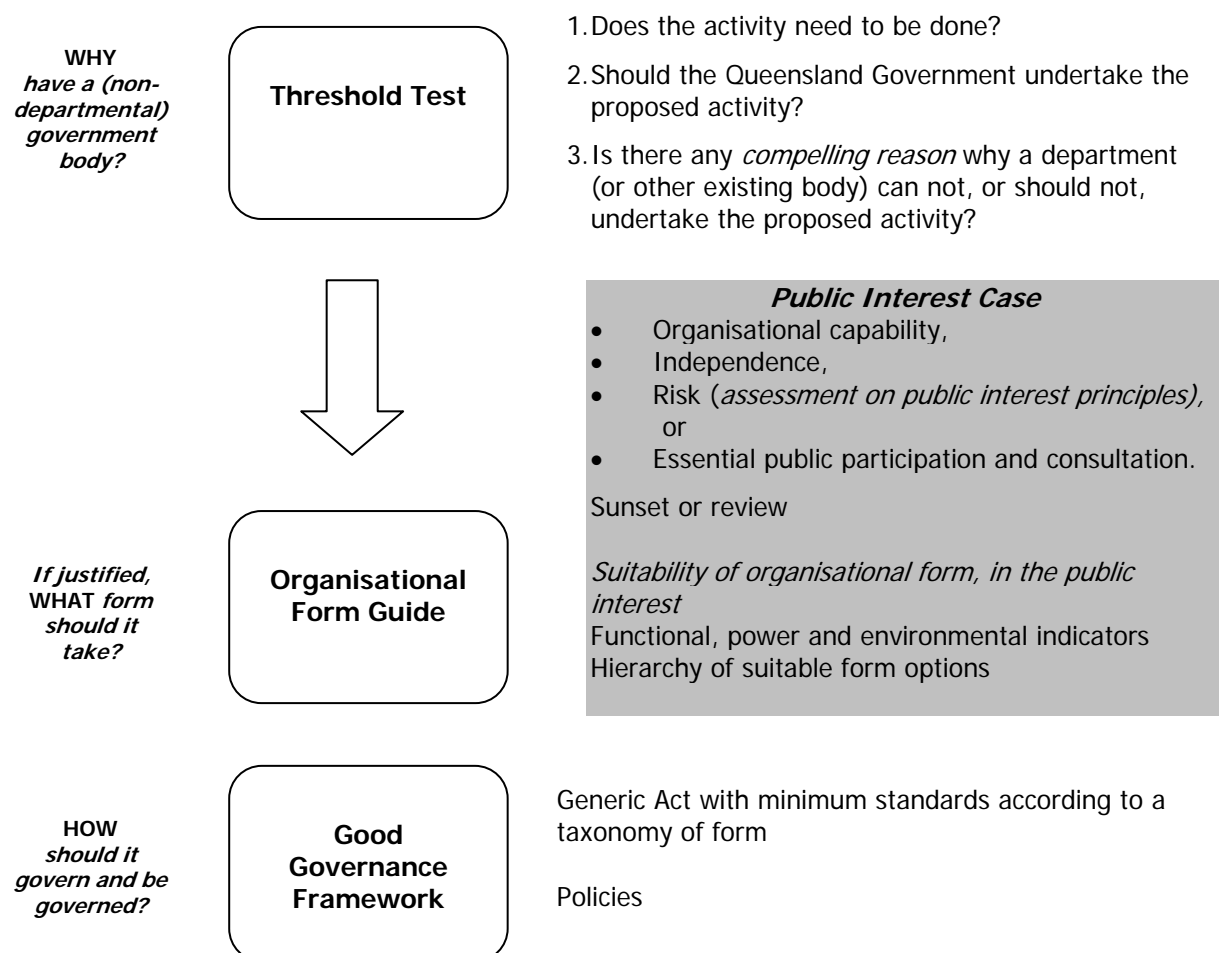 WHY
have a (non-
departmental)
government
body?
Threshold Test
1.Does the activity need to be done?
2.Should the Queensland Government undertake the
proposed activity?
3.Is there any compelling reason why a department
(or other existing body) can not, or should not,
undertake the proposed activity?
Public Interest Case
• Organisational capability,
• Independence,
• Risk (assessment on public interest principles),
or
• Essential public participation and consultation.
Sunset or review
If justified,
WHAT form
should it
take?
Organisational
Form Guide
Suitability of organisational form, in the public
interest
Functional, power and environmental indicators
Hierarchy of suitable form options
HOW
should it
govern and be
governed?
Good
Governance
Framework
Generic Act with minimum standards according to a
taxonomy of form
Policies